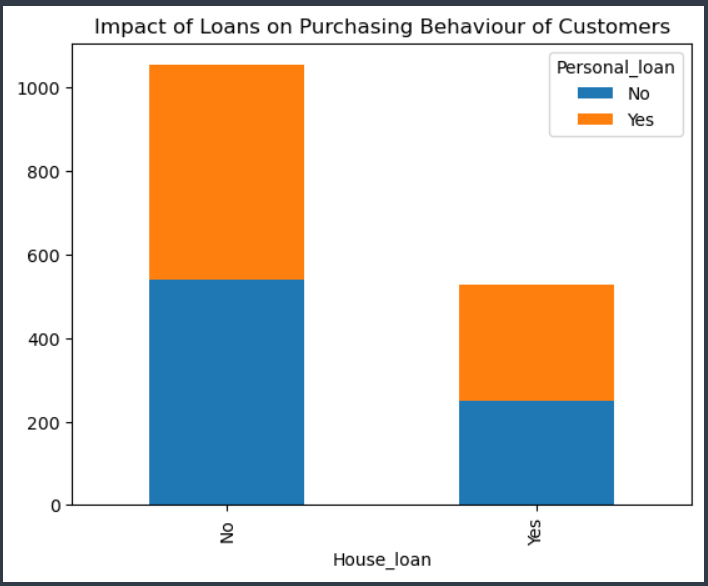 Impact of Loans on Purchasing Behaviour of Customers
Personal_loan
No
Yes
1000
800
600
400
200
0
No
Yes
House_loan